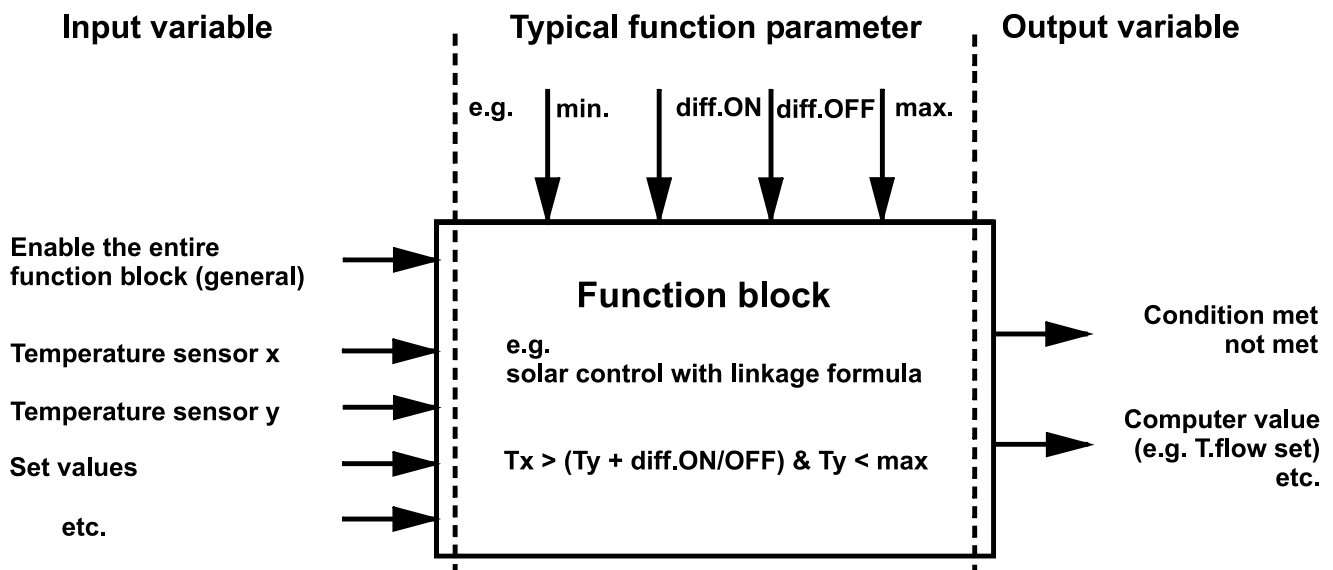 Input variable
Typical function parameter
Output variable
e.g. min. diff.ON diff.OFF max.
Enable the entire
function block (general)
Temperature sensor x
Temperature sensor y
Set values
etc.
Function block
e.g.
solar control with linkage formula
Tx > (Ty + diff.ON/OFF) & Ty < max
Condition met
not met
Computer value
(e.g. T.flow set)
etc.